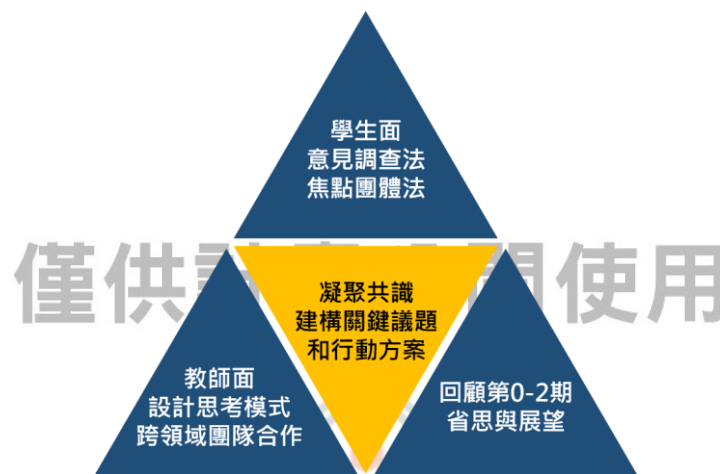 學生面
意見調查法
焦點團體法
僅供
使用
凝聚共識
建構關鍵議題
和行動方案
教師面
設計思考模式
跨領域團隊合作
回顧第0-2期
省思與展望